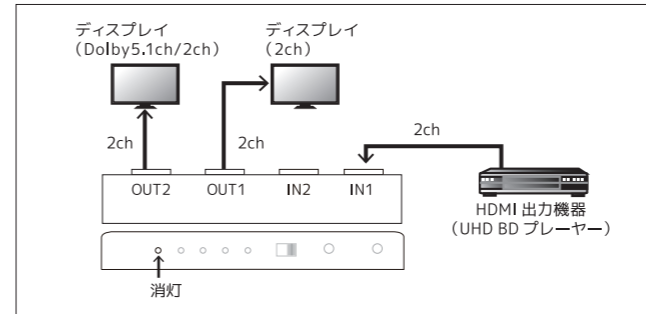 ディスプレイ
（Dolby5.1ch/2ch）
ディスプレイ
（2ch）
2ch
2ch
2ch
OUT2
OUT1
IN2
IN1
HDMI 出力機器
（UHD BD プレーヤー）
消灯